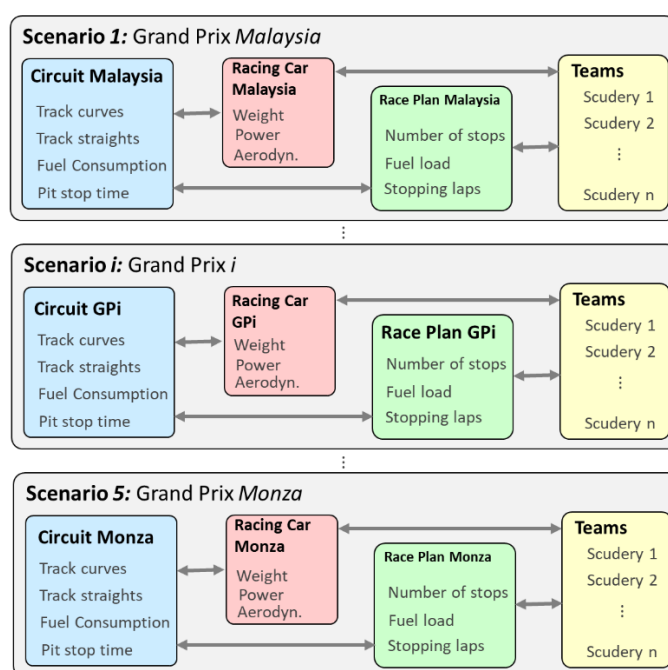 Scenario 1: Grand Prix Malaysia
Circuit Malaysia
Track curves
Track straights
Fuel Consumption
Pit stop time
Racing Car
Malaysia
Weight
Power
Aerodyn.
Race Plan Malaysia
Number of stops
Fuel load
Stopping laps
Teams
Scudery 1
Scudery 2
⋮
Scudery n
⋮
Scenario i: Grand Prix i
Circuit GPi
Track curves
Track straights
Fuel Consumption
Pit stop time
Racing Car
GPi
Weight
Power
Aerodyn.
Race Plan GPi
Number of stops
Fuel load
Stopping laps
Teams
Scudery 1
Scudery 2
⋮
Scudery n
⋮
Scenario 5: Grand Prix Monza
Circuit Monza
Track curves
Track straights
Fuel Consumption
Pit stop time
Racing Car
Monza
Weight
Power
Aerodyn.
Race Plan Monza
Number of stops
Fuel load
Stopping laps
Teams
Scudery 1
Scudery 2
⋮
Scudery n